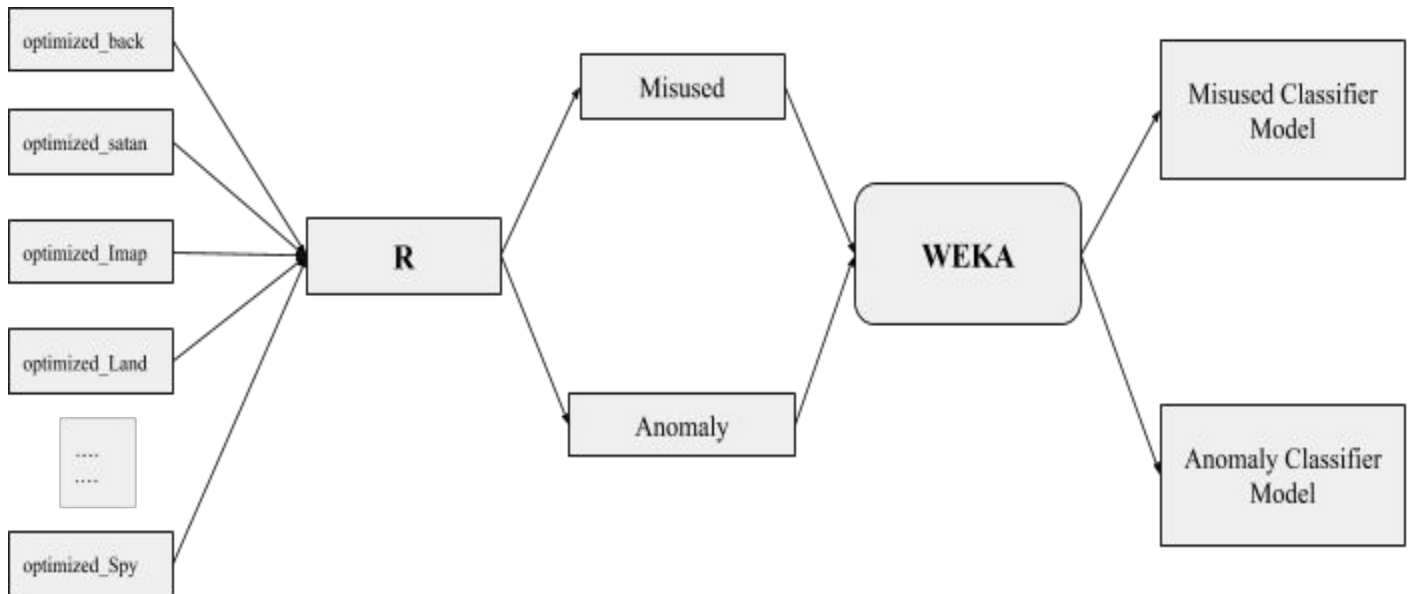 optimized_back
optimized_satan
optimized_Imap
optimized_Land
....
....
optimized_Spy
R
Misused
Anomaly
WEKA
Misused Classifier
Model
Anomaly Classifier
Model